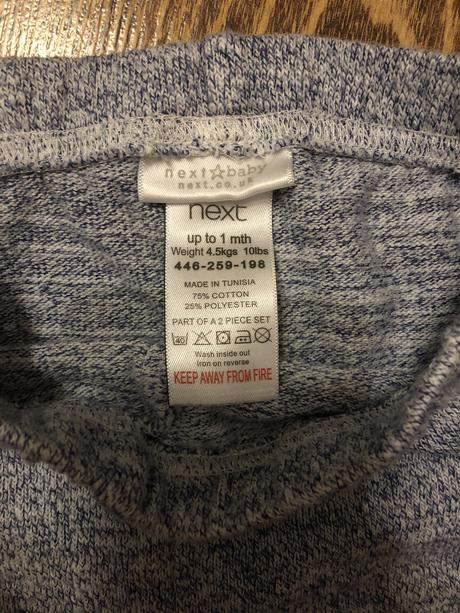 next☆baby
next.co.uk
next
up to 1 mth
Weight 4.5kgs 10lbs
446-259-198
MADE IN TUNISIA
75% COTTON
25% POLYESTER
PART OF A 2 PIECE SET
40
Wash inside out
Iron on reverse
KEEP AWAY FROM FIRE